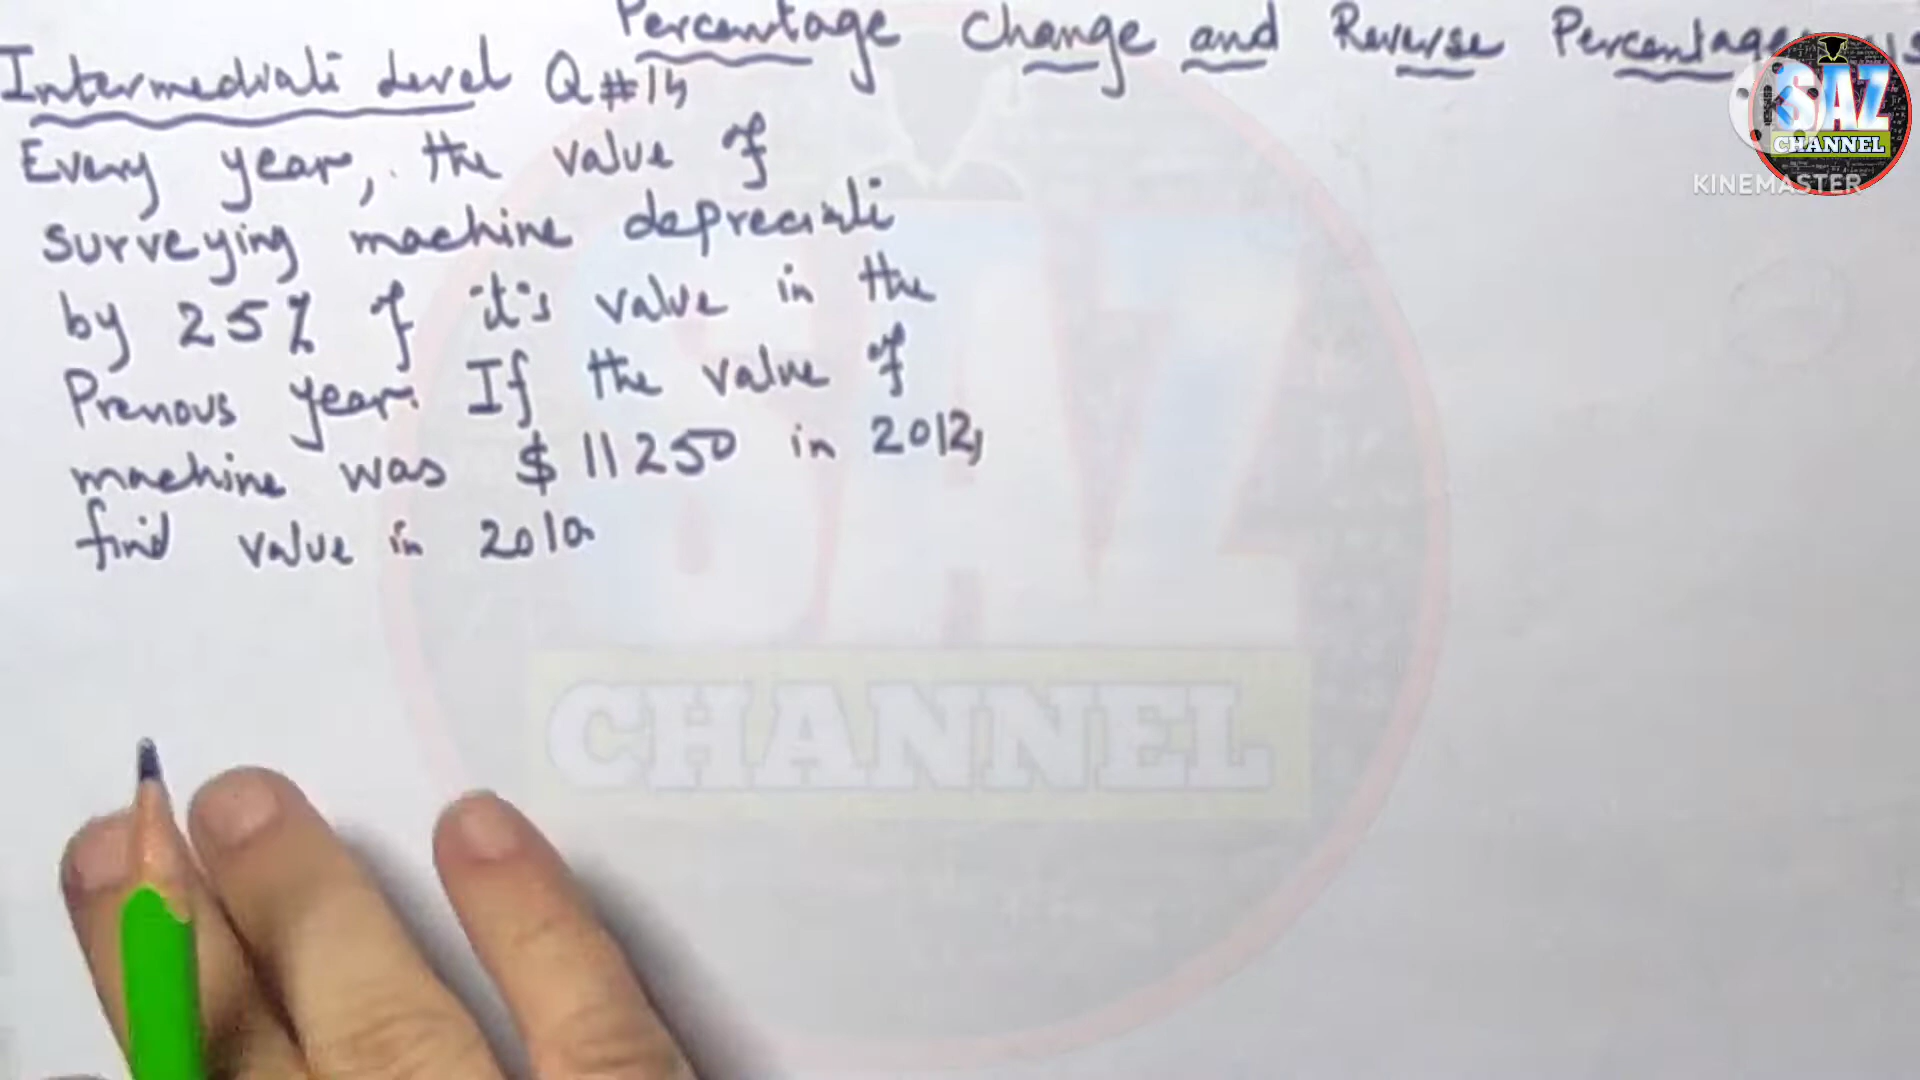 Percentage Change and Reverse Percentage
Intermediate Level Q#14
Every year, the value of
surveying machine depreciate
by 25% of it's value in the
Previous year. If the value of
machine was $11250 in 2012,
find value in 2010
SAZ
CHANNEL
KINEMASTER
SAZ
CHANNEL